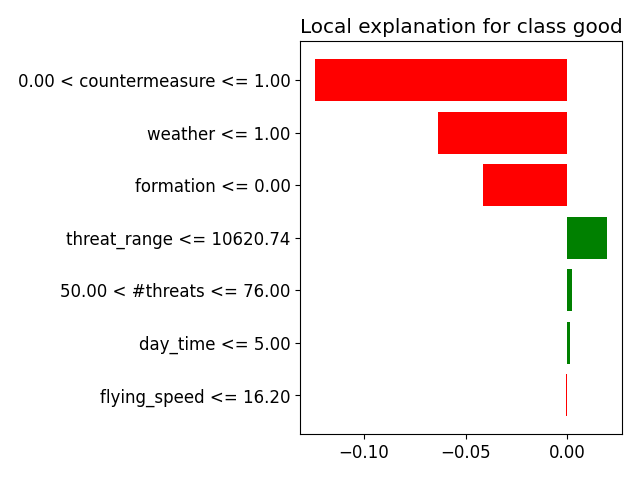 Local explanation for class good
0.00 < countermeasure <= 1.00
weather <= 1.00
formation <= 0.00
threat_range <= 10620.74
50.00 < #threats <= 76.00
day_time <= 5.00
flying_speed <= 16.20
−0.10 −0.05 0.00